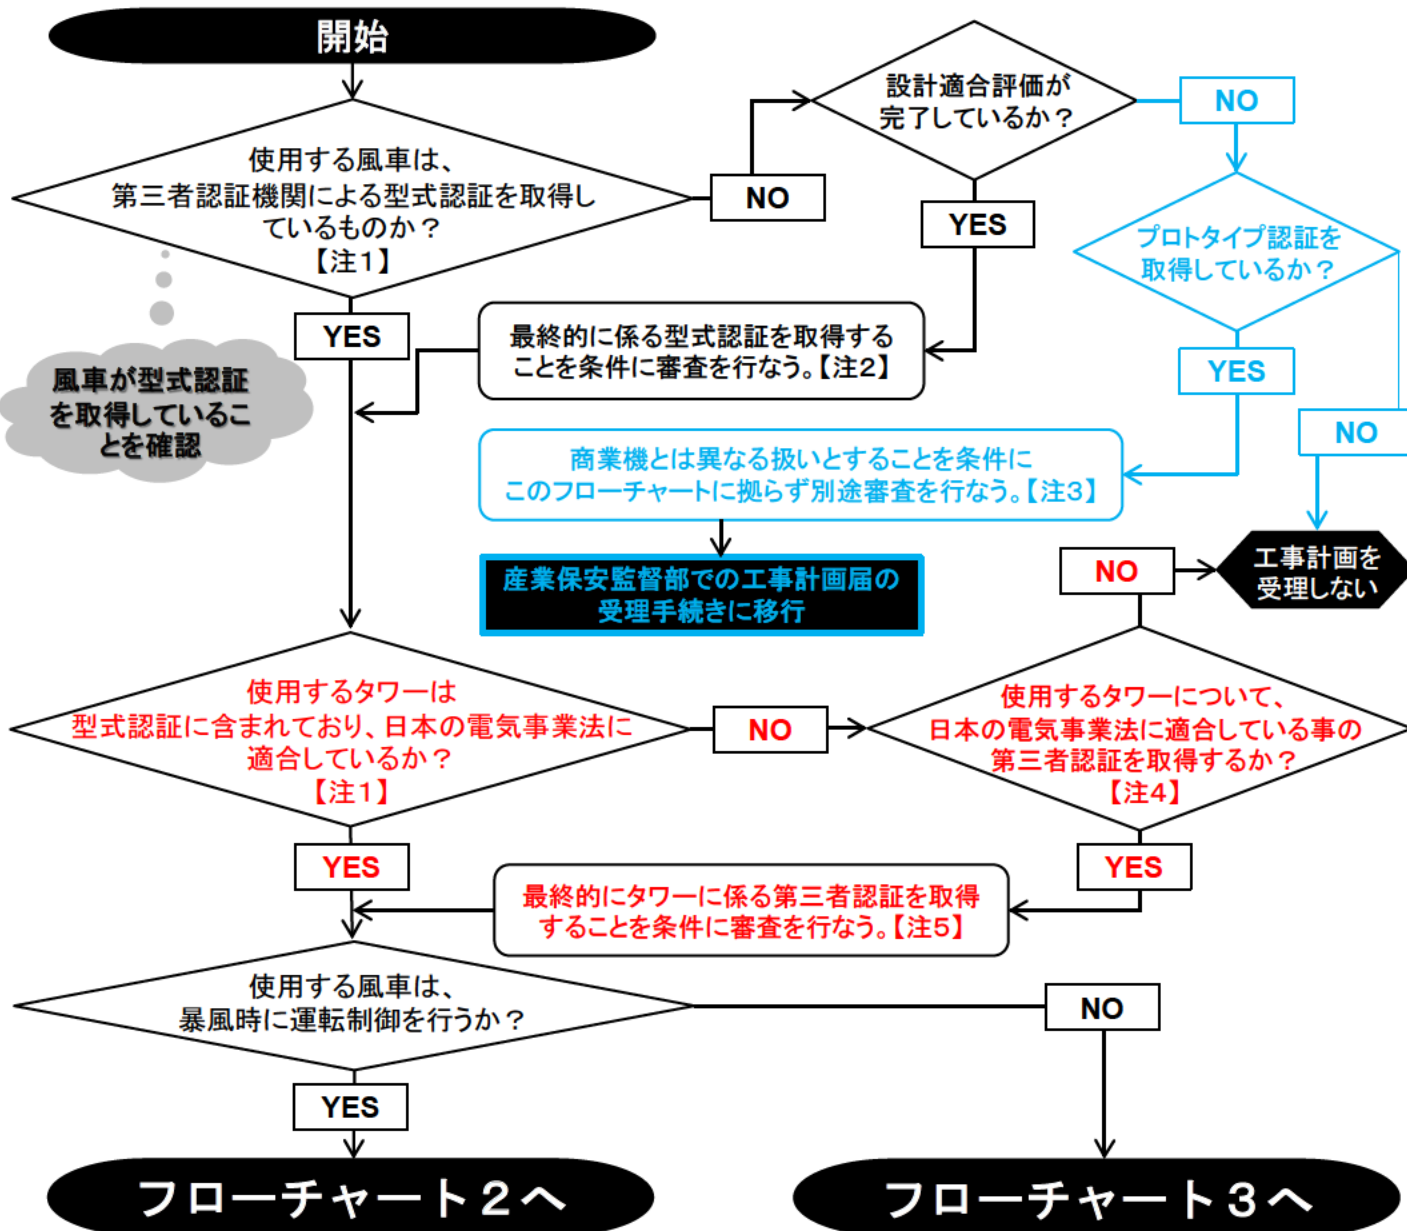 開始
使用する風車は、
第三者認証機関による型式認証を取得し
ているものか？
【注１】
NO
設計適合評価が
完了しているか？
NO
YES
プロトタイプ認証を
取得しているか？
YES
NO
YES
最終的に係る型式認証を取得する
ことを条件に審査を行なう。【注２】
風車が型式認証
を取得しているこ
とを確認
商業機とは異なる扱いとすることを条件に
このフローチャートに拠らず別途審査を行なう。【注３】
産業保安監督部での工事計画届の
受理手続きに移行
NO
工事計画を
受理しない
使用するタワーは
型式認証に含まれており、日本の電気事業法に
適合しているか？
【注１】
NO
使用するタワーについて、
日本の電気事業法に適合している事の
第三者認証を取得するか？
【注４】
YES
YES
最終的にタワーに係る第三者認証を取得
することを条件に審査を行なう。【注５】
使用する風車は、
暴風時に運転制御を行うか？
NO
YES
フローチャート２へ
フローチャート３へ